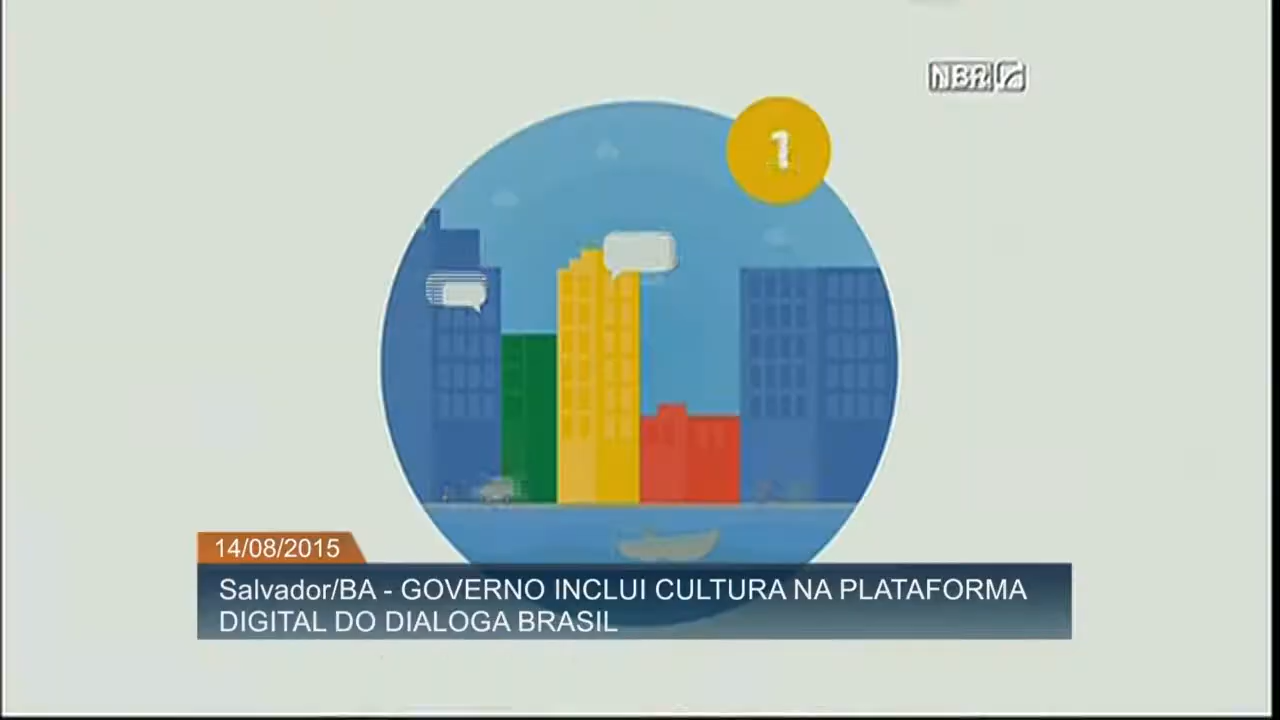 NBR
1
14/08/2015
Salvador/BA - GOVERNO INCLUI CULTURA NA PLATAFORMA
DIGITAL DO DIALOGA BRASIL